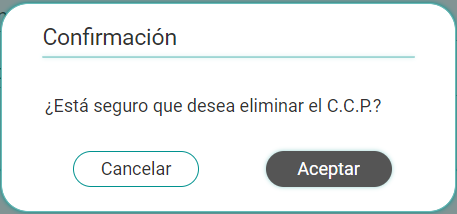 Confirmación
¿Está seguro que desea eliminar el C.C.P.?
Cancelar
Aceptar